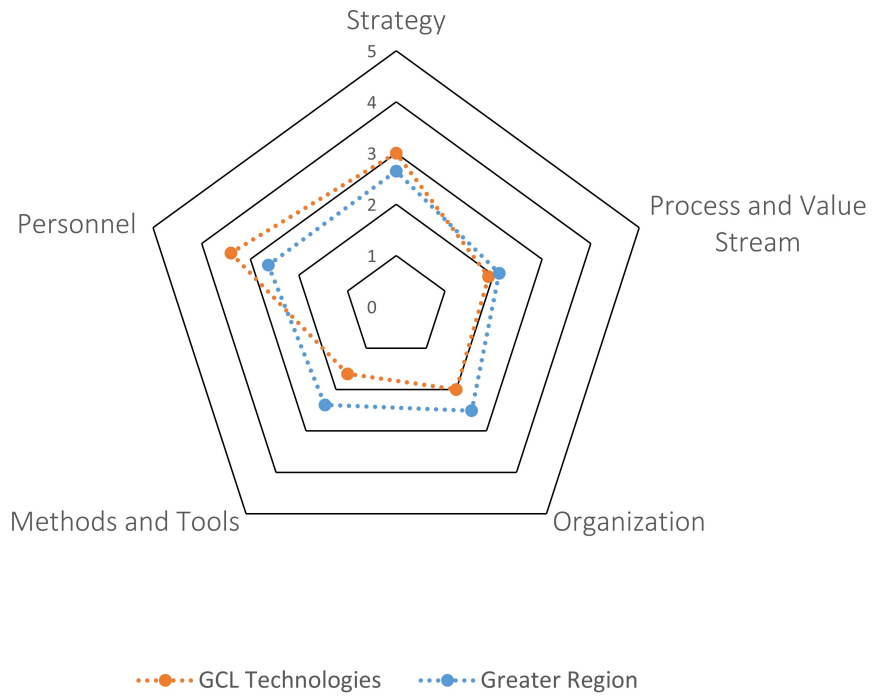 Strategy
5
4
3
2
1
0
Process and Value
Stream
Personnel
Methods and Tools
Organization
GCL Technologies
Greater Region